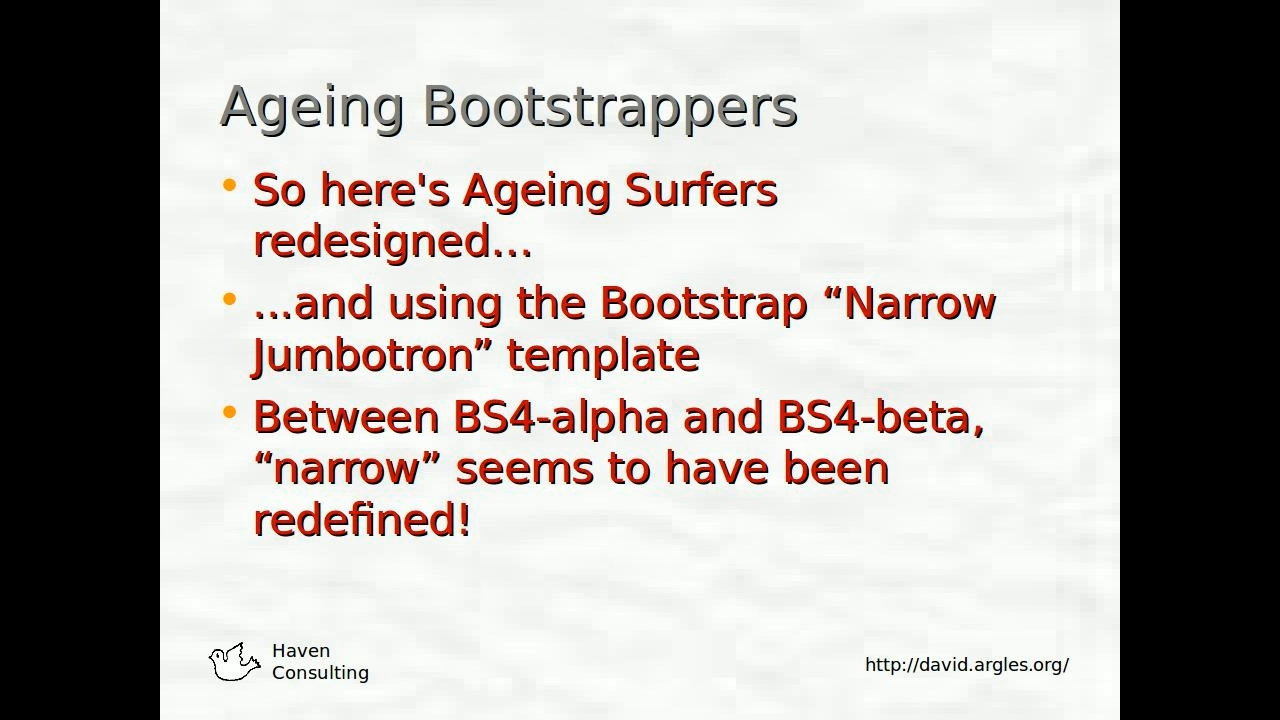 Ageing Bootstrappers
• So here's Ageing Surfers
redesigned...
• ...and using the Bootstrap “Narrow
Jumbotron” template
• Between BS4-alpha and BS4-beta,
“narrow” seems to have been
redefined!
Haven
Consulting
http://david.argles.org/